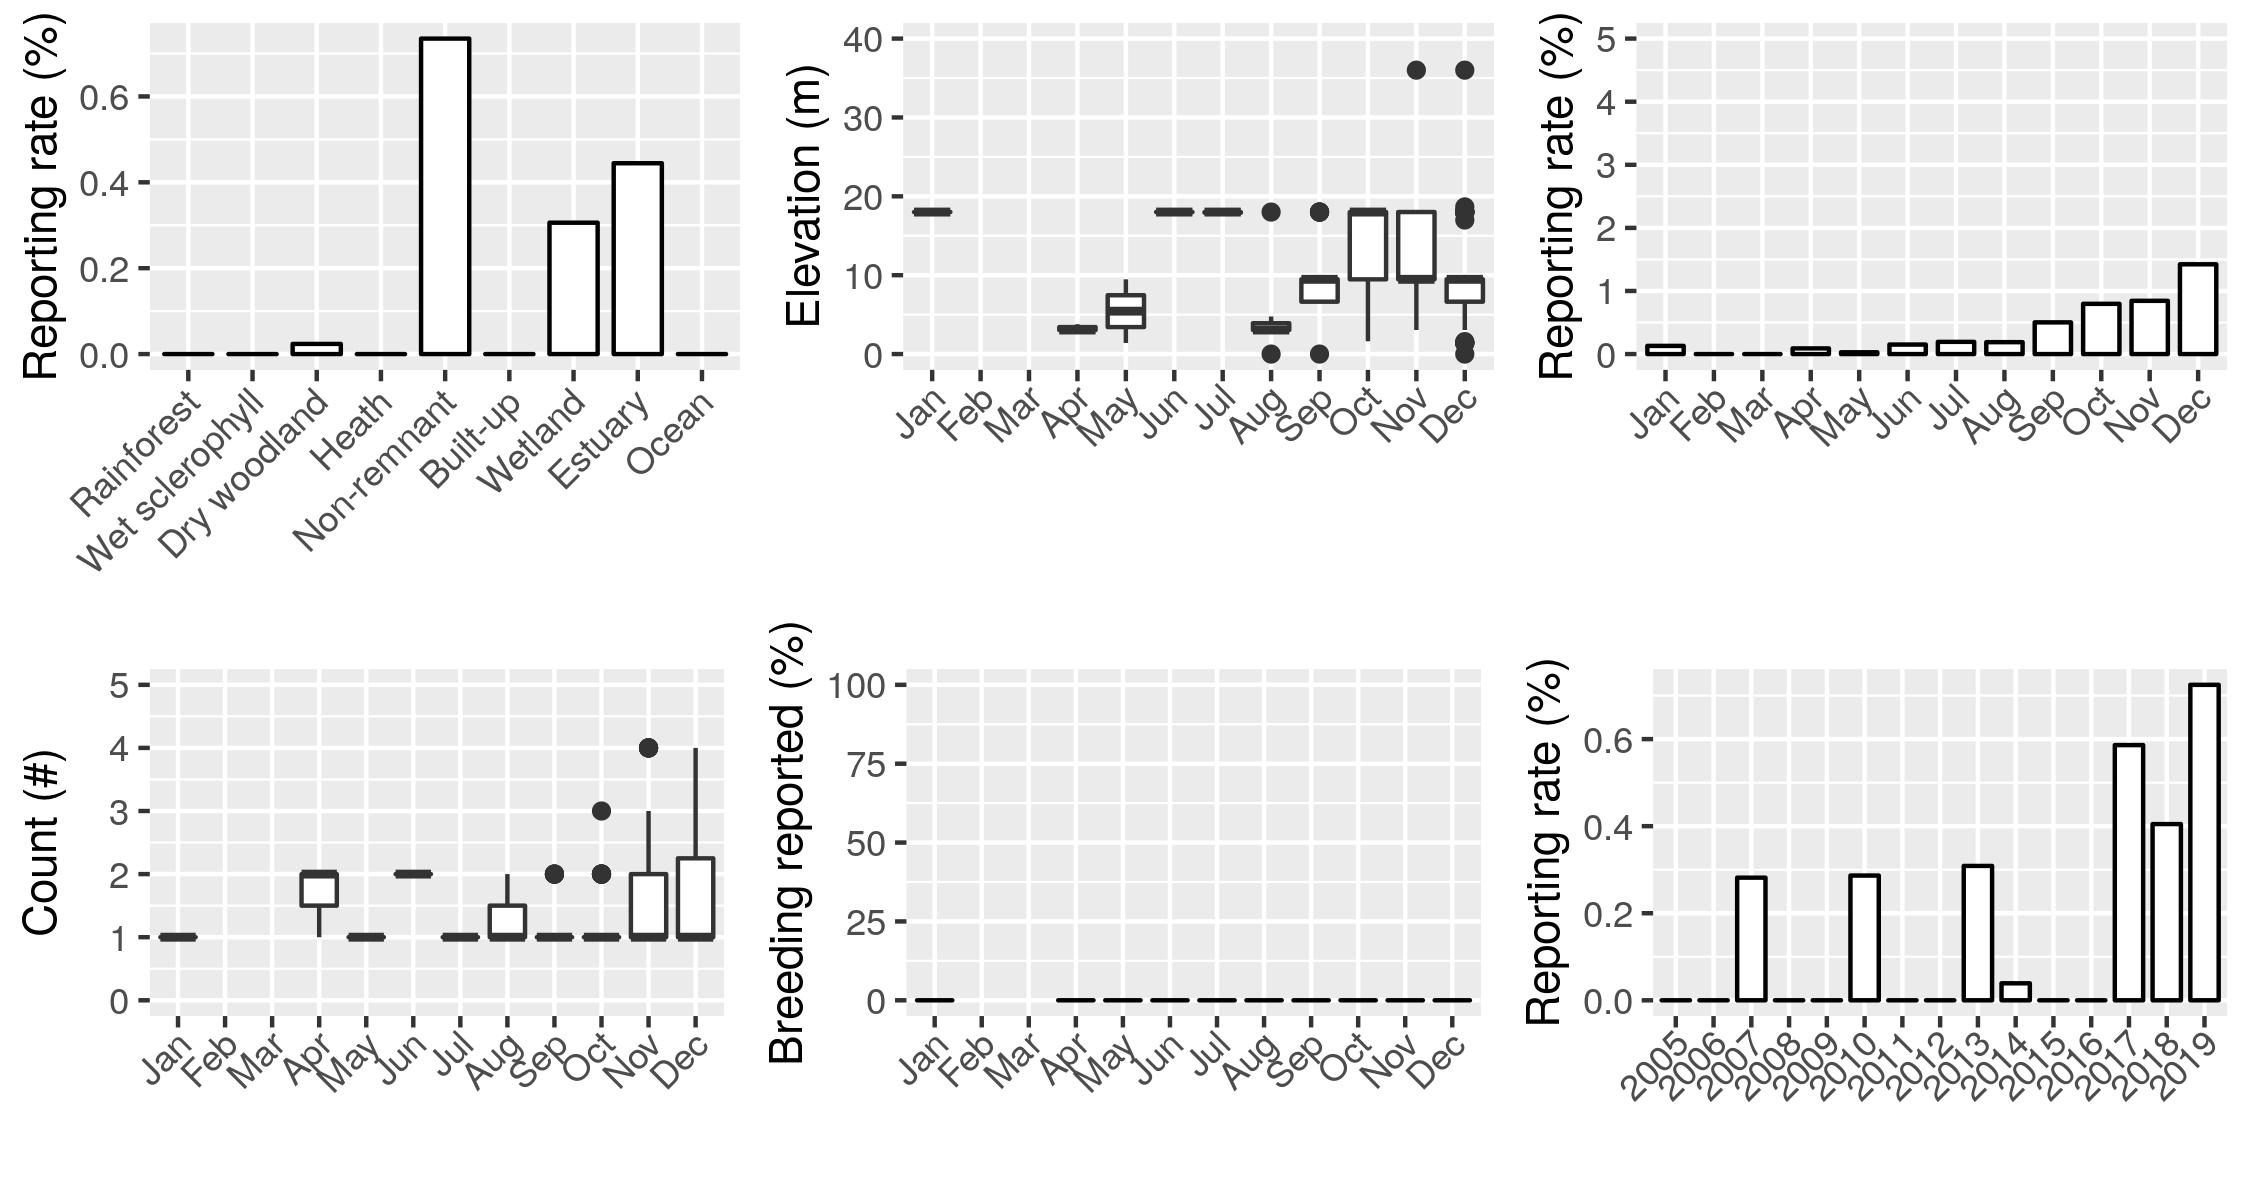 Reporting rate (%)
0.6
0.4
0.2
0.0
Rainforest
Wet sclerophyll
Dry woodland
Heath
Non-remnant
Built-up
Wetland
Estuary
Ocean
Elevation (m)
40
30
20
10
0
Jan
Feb
Mar
Apr
May
Jun
Jul
Aug
Sep
Oct
Nov
Dec
Reporting rate (%)
5
4
3
2
1
0
Jan
Feb
Mar
Apr
May
Jun
Jul
Aug
Sep
Oct
Nov
Dec
Count (#)
5
4
3
2
1
0
Jan
Feb
Mar
Apr
May
Jun
Jul
Aug
Sep
Oct
Nov
Dec
Breeding reported (%)
100
75
50
25
0
Jan
Feb
Mar
Apr
May
Jun
Jul
Aug
Sep
Oct
Nov
Dec
Reporting rate (%)
0.6
0.4
0.2
0.0
2005
2006
2007
2008
2009
2010
2011
2012
2013
2014
2015
2016
2017
2018
2019